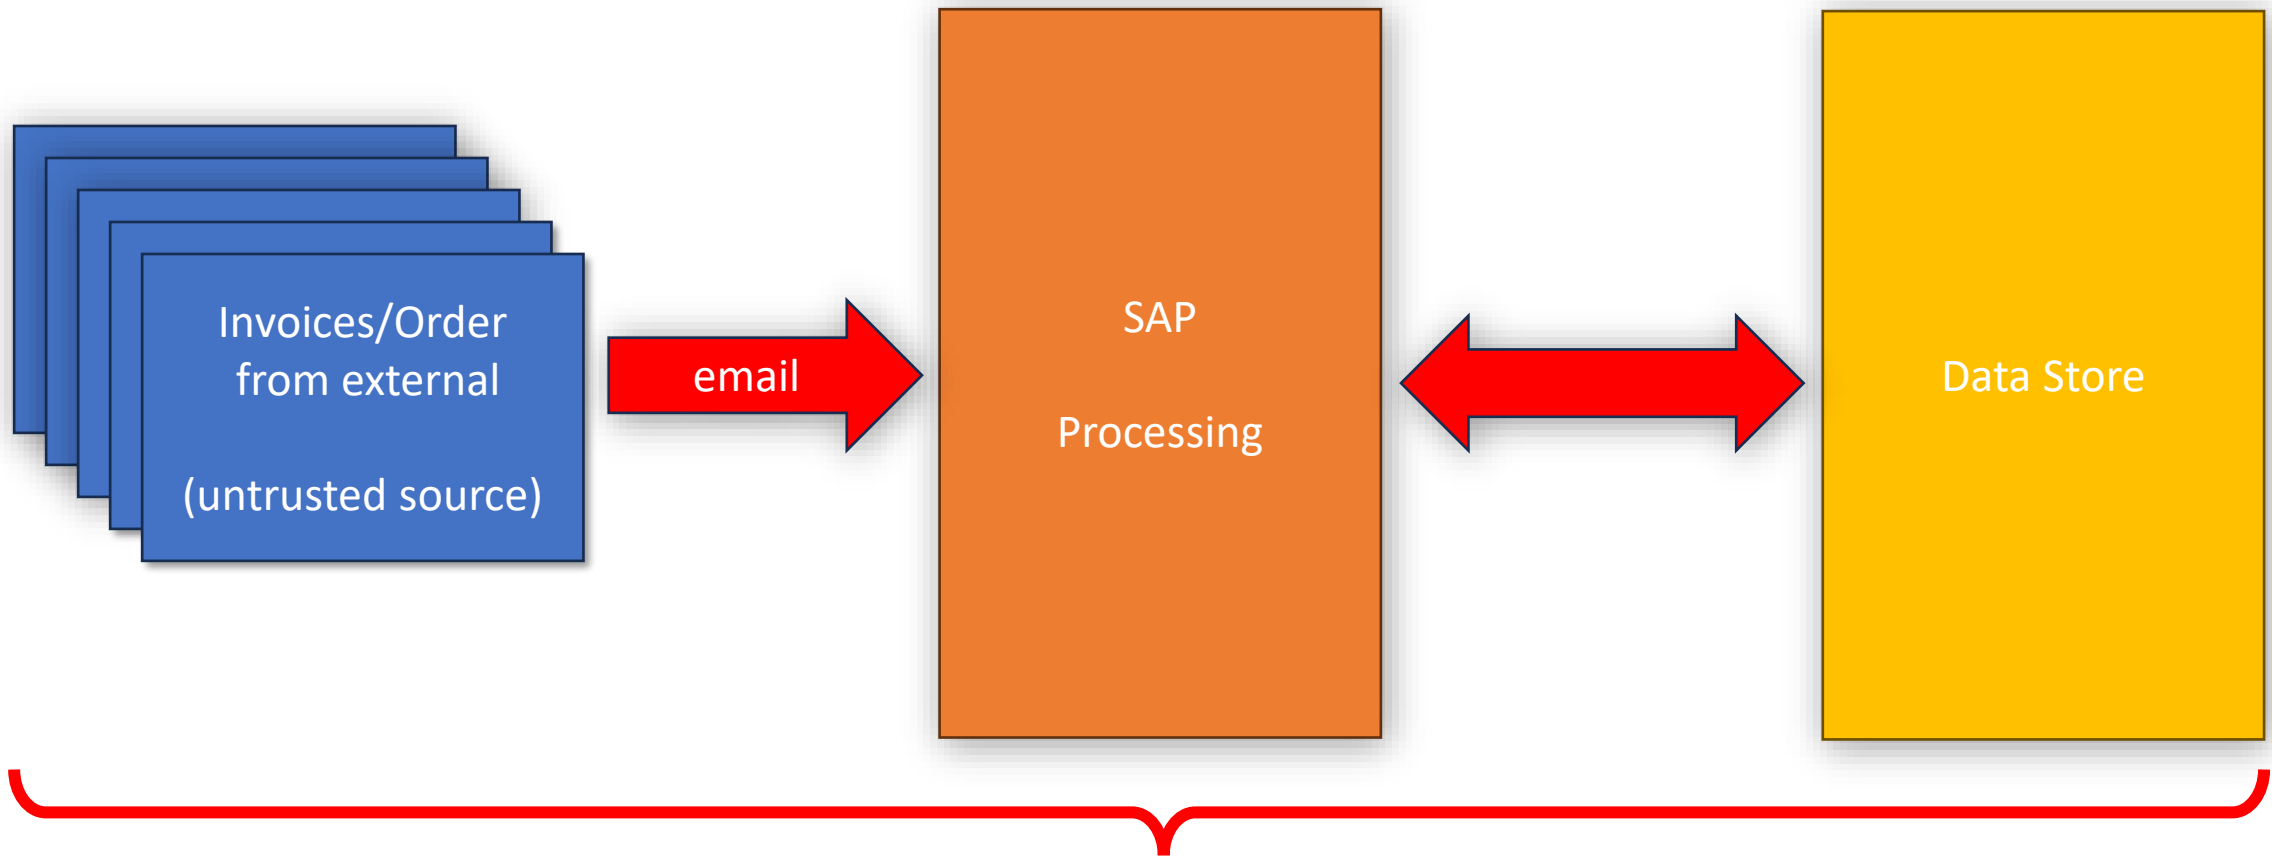 Invoices/Order
from external
(untrusted source)
email
SAP
Processing
Data Store